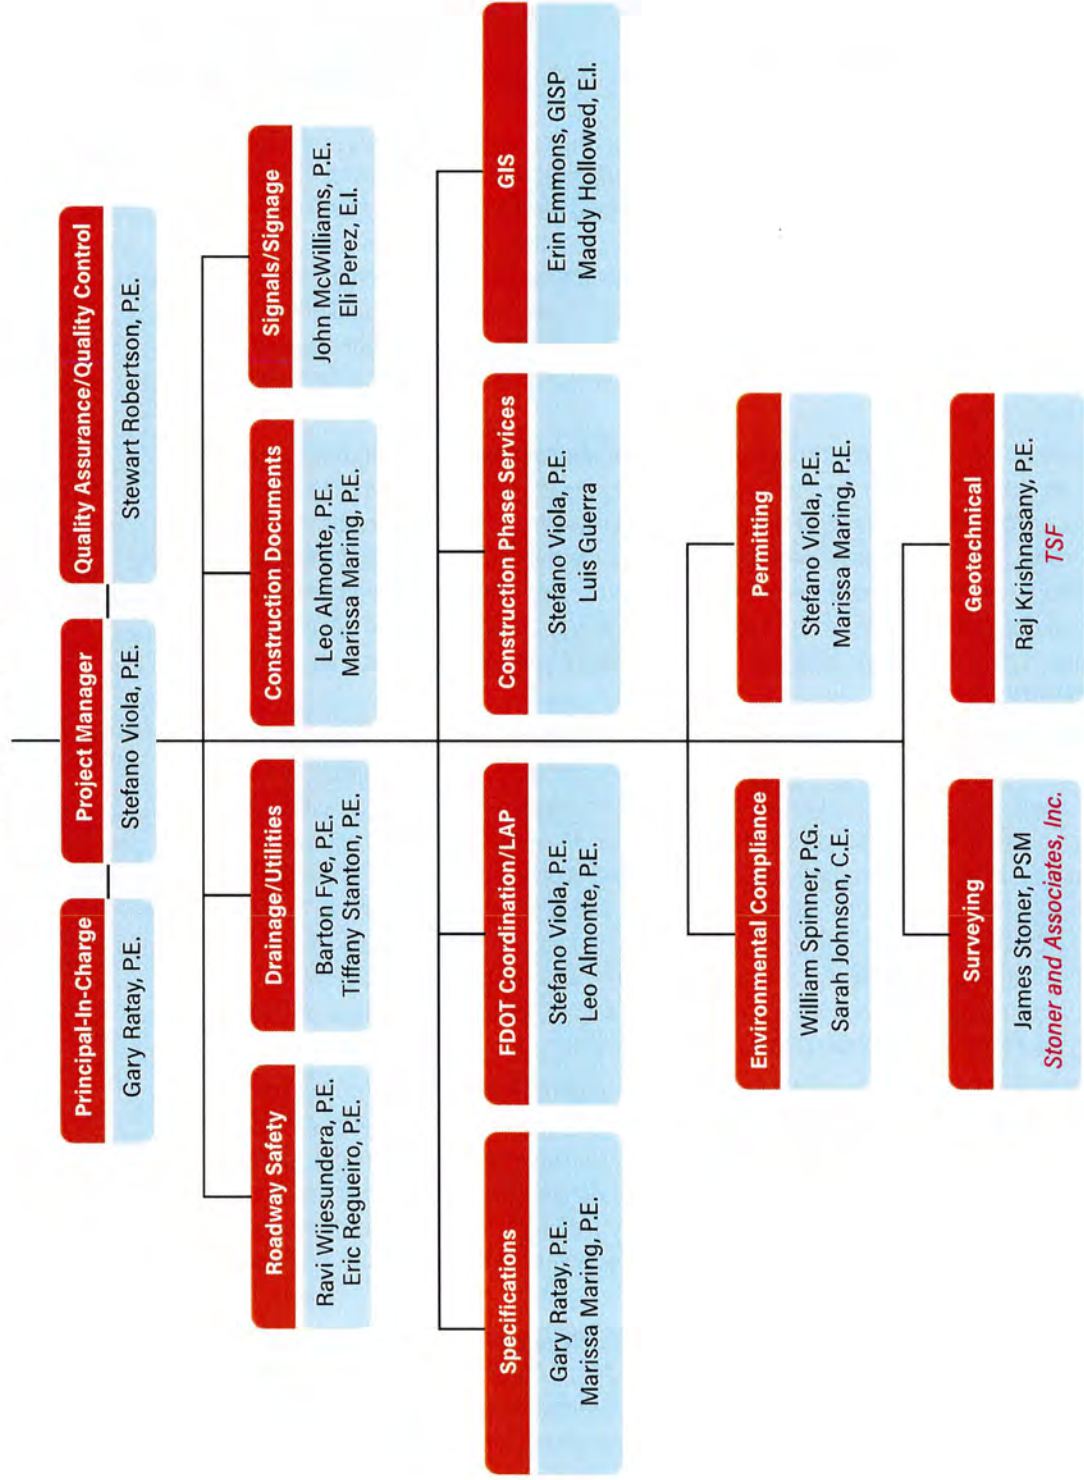 Principal-In-Charge
Gary Ratay, P.E.
Project Manager
Stefano Viola, P.E.
Quality Assurance/Quality Control
Stewart Robertson, P.E.
Roadway Safety
Ravi Wijesundera, P.E.
Eric Regueiro, P.E.
Drainage/Utilities
Barton Fye, P.E.
Tiffany Stanton, P.E.
Construction Documents
Leo Almonte, P.E.
Marissa Maring, P.E.
Signals/Signage
John McWilliams, P.E.
Eli Perez, E.I.
Specifications
Gary Ratay, P.E.
Marissa Maring, P.E.
FDOT Coordination/LAP
Stefano Viola, P.E.
Leo Almonte, P.E.
Construction Phase Services
Stefano Viola, P.E.
Luis Guerra
GIS
Erin Emmons, GISP
Maddy Hollowed, E.I.
Environmental Compliance
William Spinner, P.G.
Sarah Johnson, C.E.
Permitting
Stefano Viola, P.E.
Marissa Maring, P.E.
Surveying
James Stoner, PSM
Stoner and Associates, Inc.
Geotechnical
Raj Krishnasany, P.E.
TSF